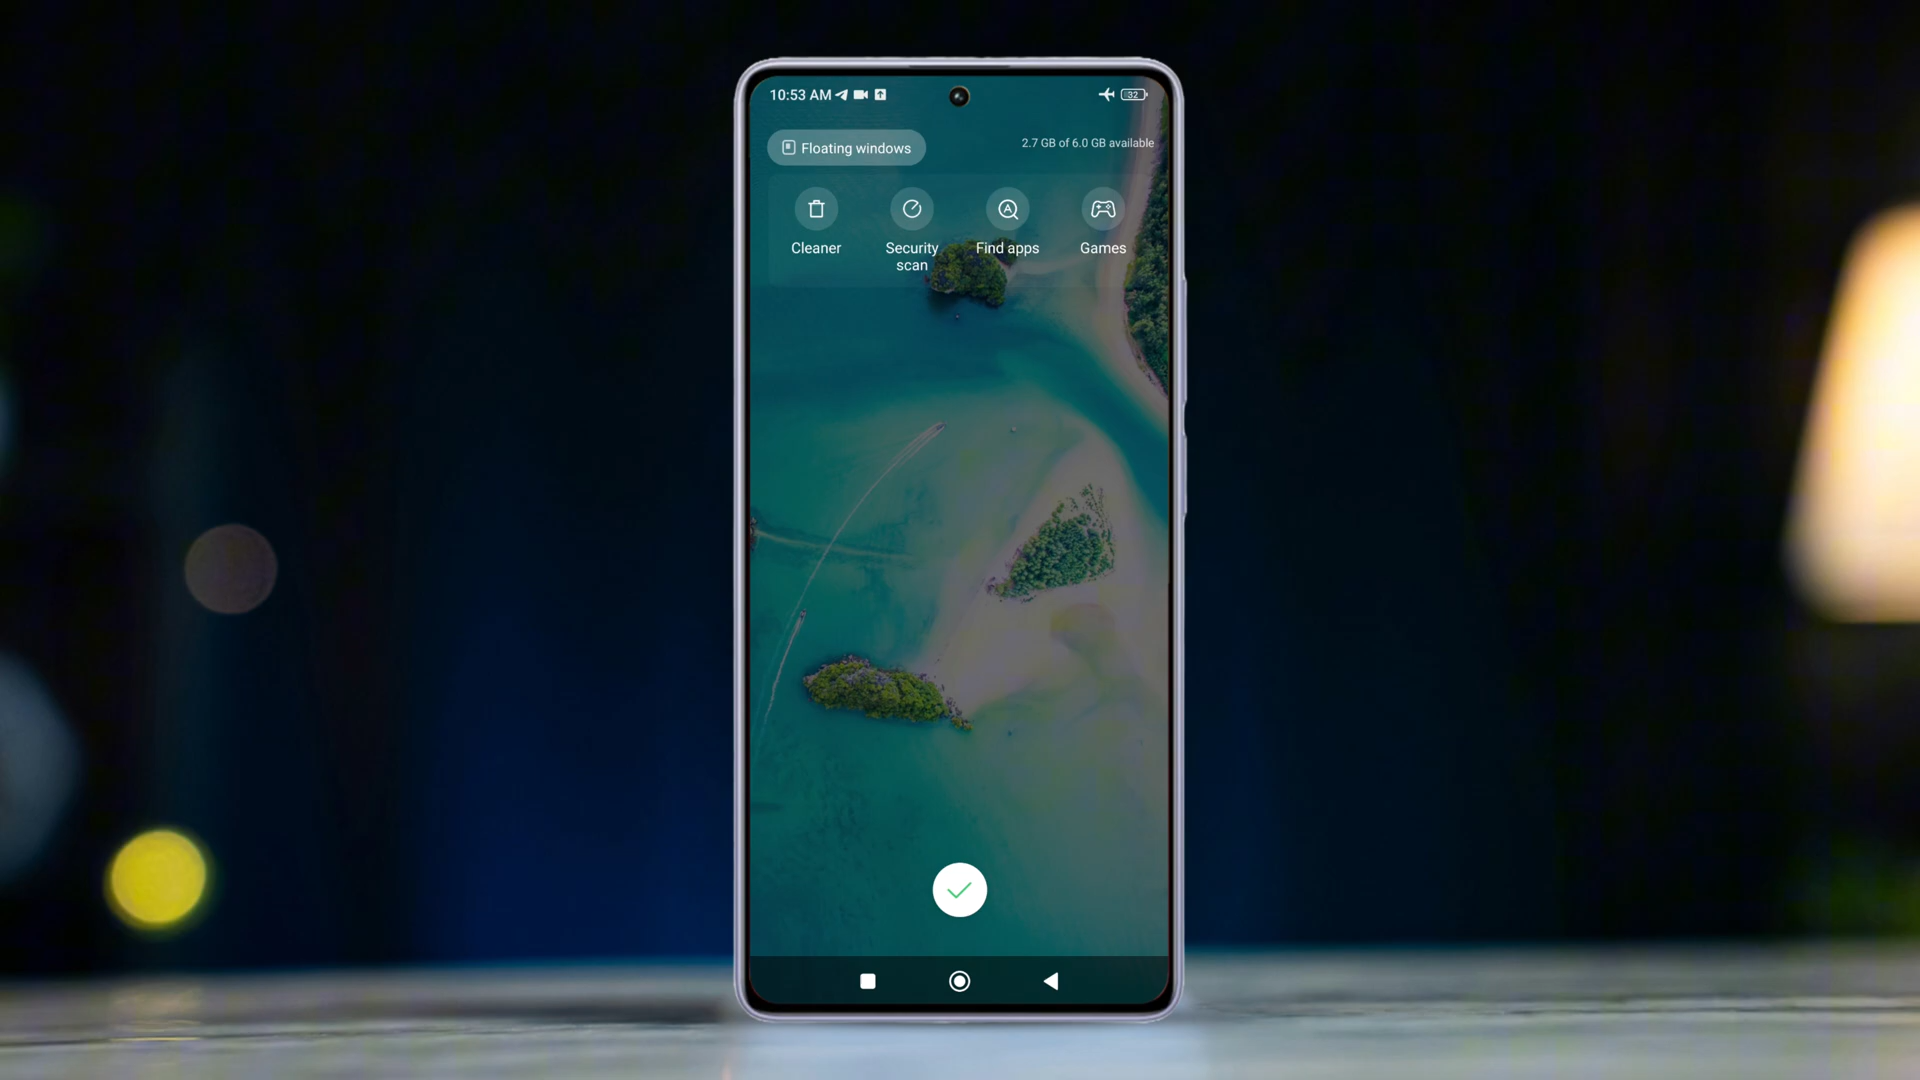 10:53 AM
32
Floating windows
2.7 GB of 6.0 GB available
Cleaner
Security scan
Find apps
Games